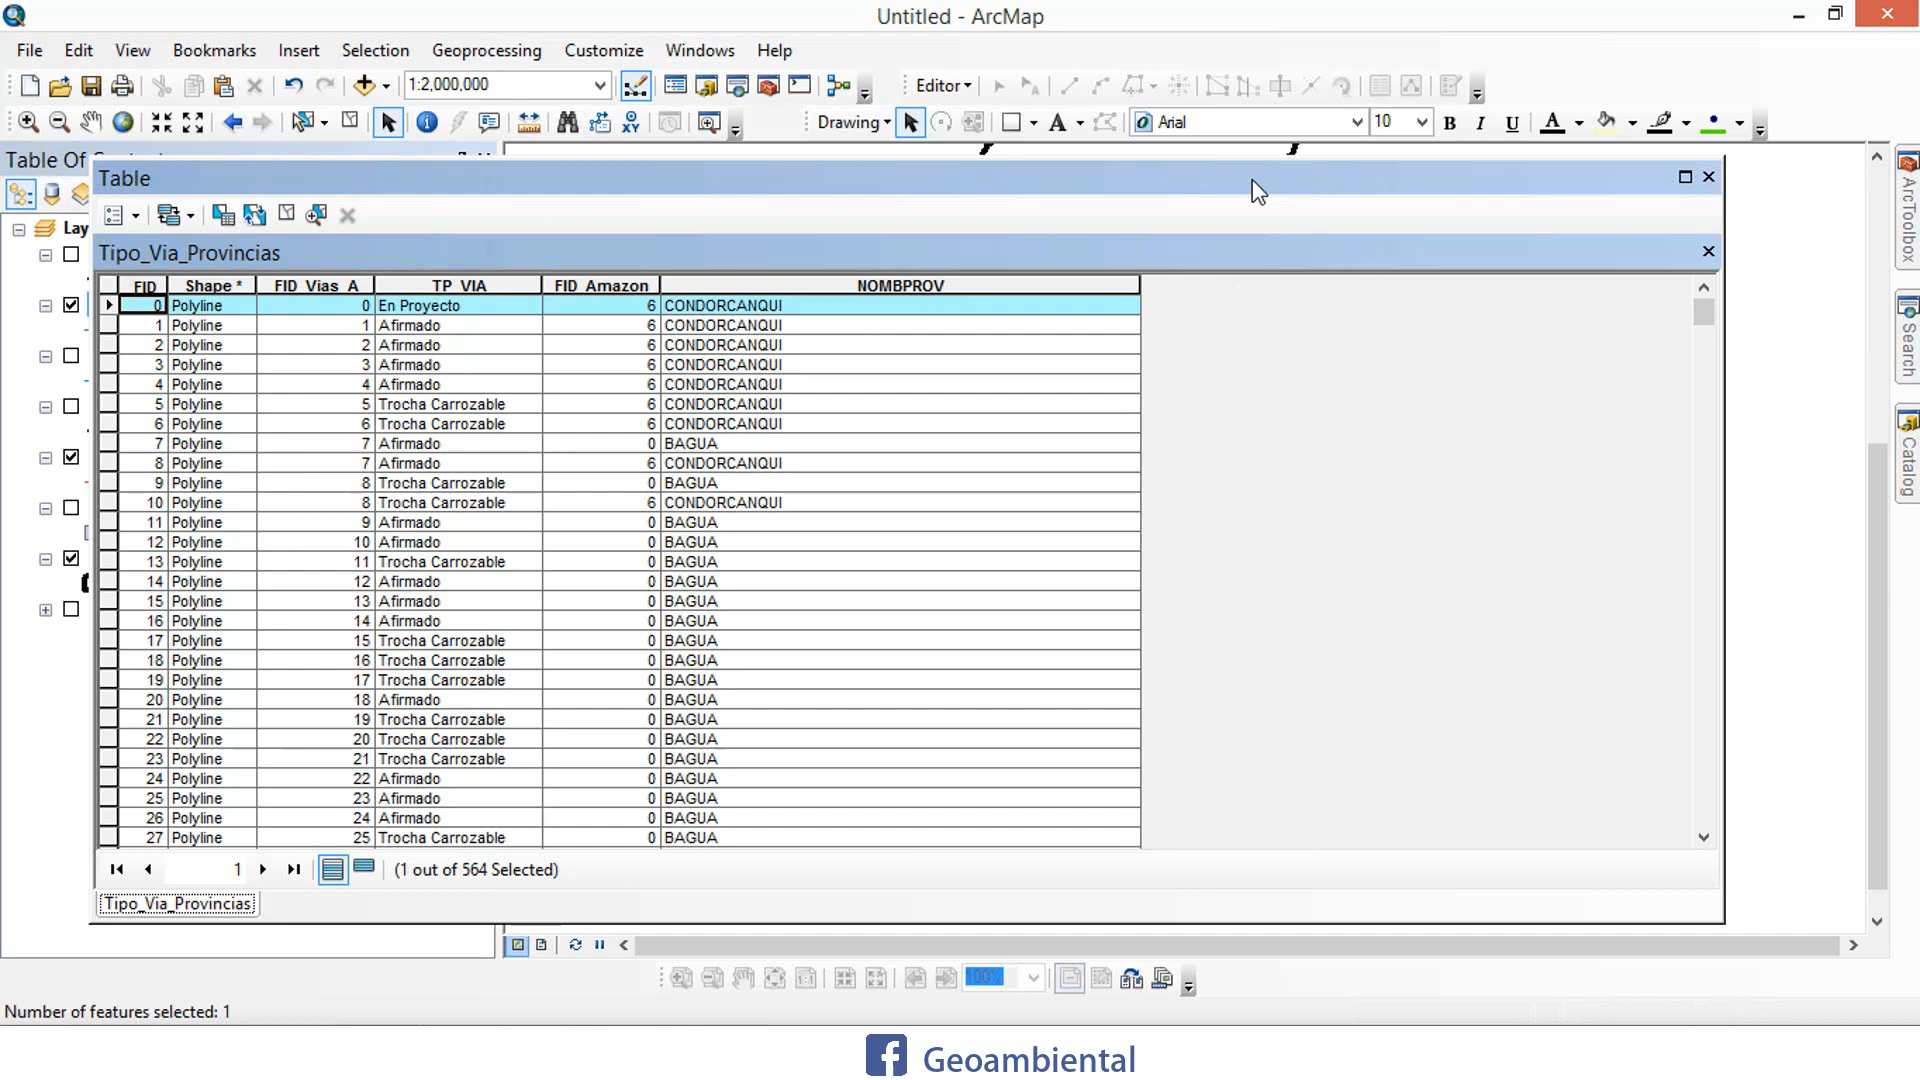 Untitled - ArcMap
File Edit View Bookmarks Insert Selection Geoprocessing Customize Windows Help
1:2,000,000 Editor
Drawing A Arial 10 B I U A
Table Of
ArcToolbox
Search
Catalog
Lay
Table
Tipo_Via_Provincias
FID Shape * FID_Vias_A TP_VIA FID_Amazon NOMBPROV
0 Polyline 0 En Proyecto 6 CONDORCANQUI
1 Polyline 1 Afirmado 6 CONDORCANQUI
2 Polyline 2 Afirmado 6 CONDORCANQUI
3 Polyline 3 Afirmado 6 CONDORCANQUI
4 Polyline 4 Afirmado 6 CONDORCANQUI
5 Polyline 5 Trocha Carrozable 6 CONDORCANQUI
6 Polyline 6 Trocha Carrozable 6 CONDORCANQUI
7 Polyline 7 Afirmado 0 BAGUA
8 Polyline 7 Afirmado 6 CONDORCANQUI
9 Polyline 8 Trocha Carrozable 0 BAGUA
10 Polyline 8 Trocha Carrozable 6 CONDORCANQUI
11 Polyline 9 Afirmado 0 BAGUA
12 Polyline 10 Afirmado 0 BAGUA
13 Polyline 11 Trocha Carrozable 0 BAGUA
14 Polyline 12 Afirmado 0 BAGUA
15 Polyline 13 Afirmado 0 BAGUA
16 Polyline 14 Afirmado 0 BAGUA
17 Polyline 15 Trocha Carrozable 0 BAGUA
18 Polyline 16 Trocha Carrozable 0 BAGUA
19 Polyline 17 Trocha Carrozable 0 BAGUA
20 Polyline 18 Afirmado 0 BAGUA
21 Polyline 19 Trocha Carrozable 0 BAGUA
22 Polyline 20 Trocha Carrozable 0 BAGUA
23 Polyline 21 Trocha Carrozable 0 BAGUA
24 Polyline 22 Afirmado 0 BAGUA
25 Polyline 23 Afirmado 0 BAGUA
26 Polyline 24 Afirmado 0 BAGUA
27 Polyline 25 Trocha Carrozable 0 BAGUA
1 (1 out of 564 Selected)
Tipo_Via_Provincias
100%
Number of features selected: 1
f Geoambiental